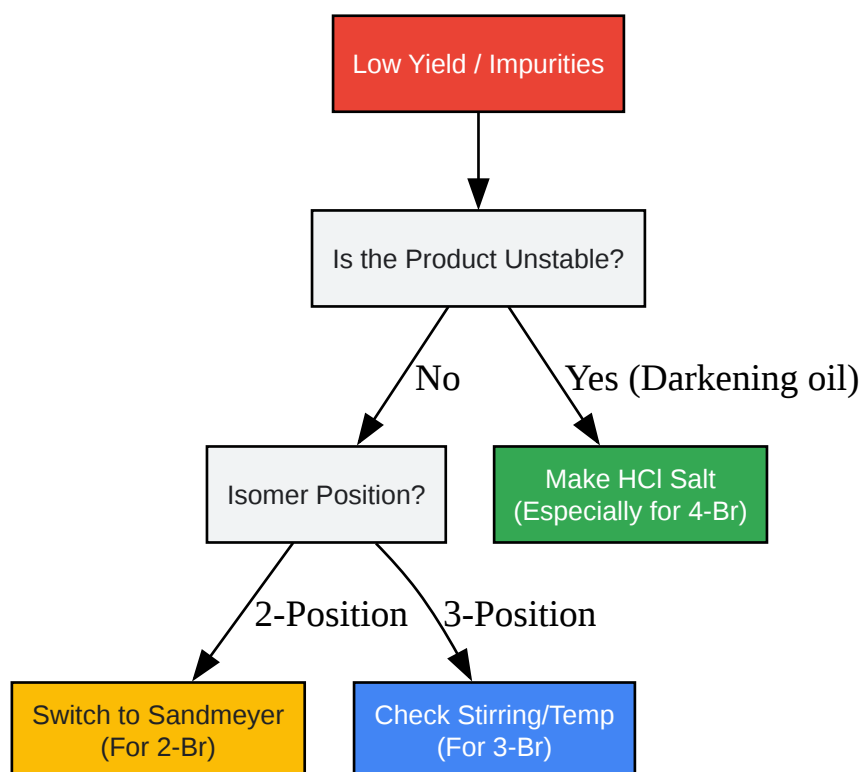 Low Yield / Impurities
Is the Product Unstable?
No
Yes (Darkening oil)
Isomer Position?
Make HCl Salt
(Especially for 4-Br)
2-Position
3-Position
Switch to Sandmeyer
(For 2-Br)
Check Stirring/Temp
(For 3-Br)